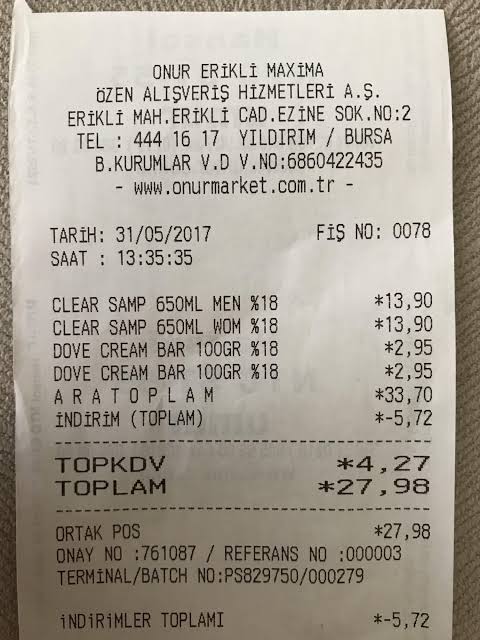 ONUR ERİKLİ MAXİMA
ÖZEN ALIŞVERİŞ HİZMETLERİ A.Ş.
ERİKLİ MAH.ERİKLİ CAD.EZİNE SOK.NO:2
TEL : 444 16 17 YILDIRIM / BURSA
B.KURUMLAR V.D V.NO:6860422435
- www.onurmarket.com.tr -
TARİH: 31/05/2017 FİŞ NO: 0078
SAAT : 13:35:35
CLEAR SAMP 650ML MEN %18 *13,90
CLEAR SAMP 650ML WOM %18 *13,90
DOVE CREAM BAR 100GR %18 *2,95
DOVE CREAM BAR 100GR %18 *2,95
A R A T O P L A M *33,70
İNDİRİM (TOPLAM) *-5,72
TOPKDV *4,27
TOPLAM *27,98
ORTAK POS *27,98
ONAY NO :761087 / REFERANS NO :000003
TERMINAL/BATCH NO:PS829750/000279
İNDİRİMLER TOPLAMI *-5,72